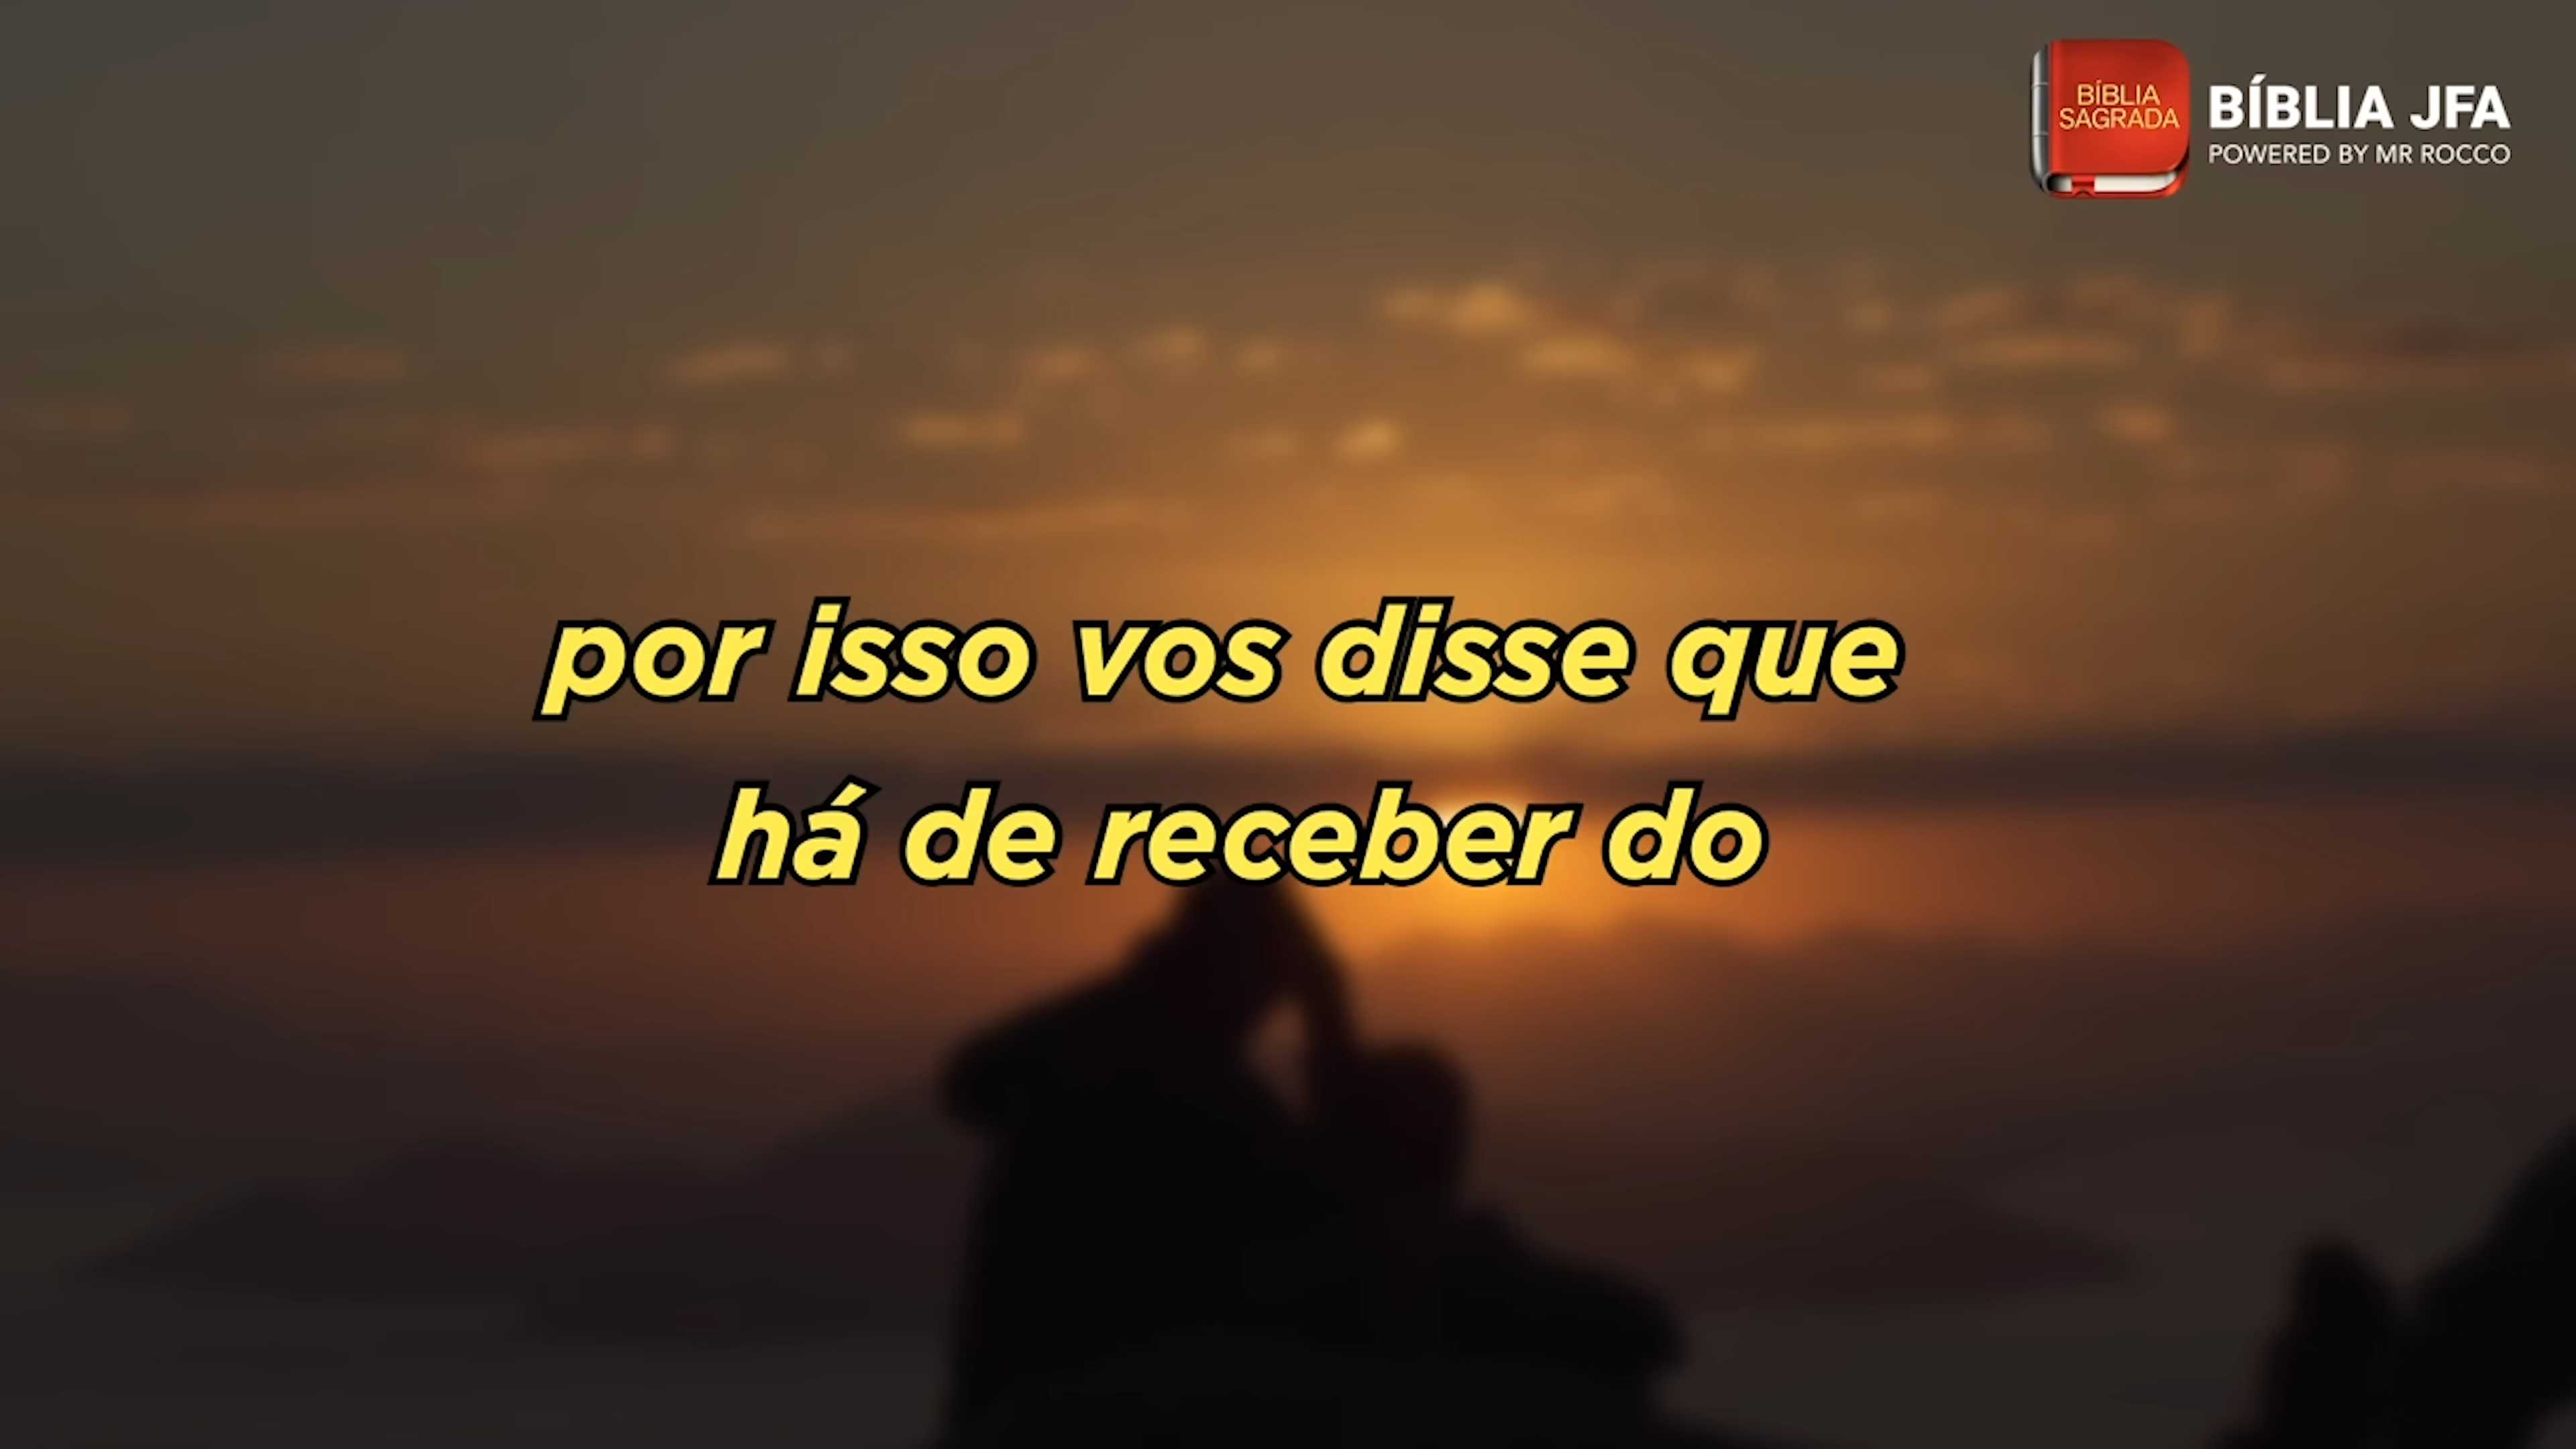 BÍBLIA
SAGRADA
BÍBLIA JFA
POWERED BY MR ROCCO
por isso vos disse que
há de receber do